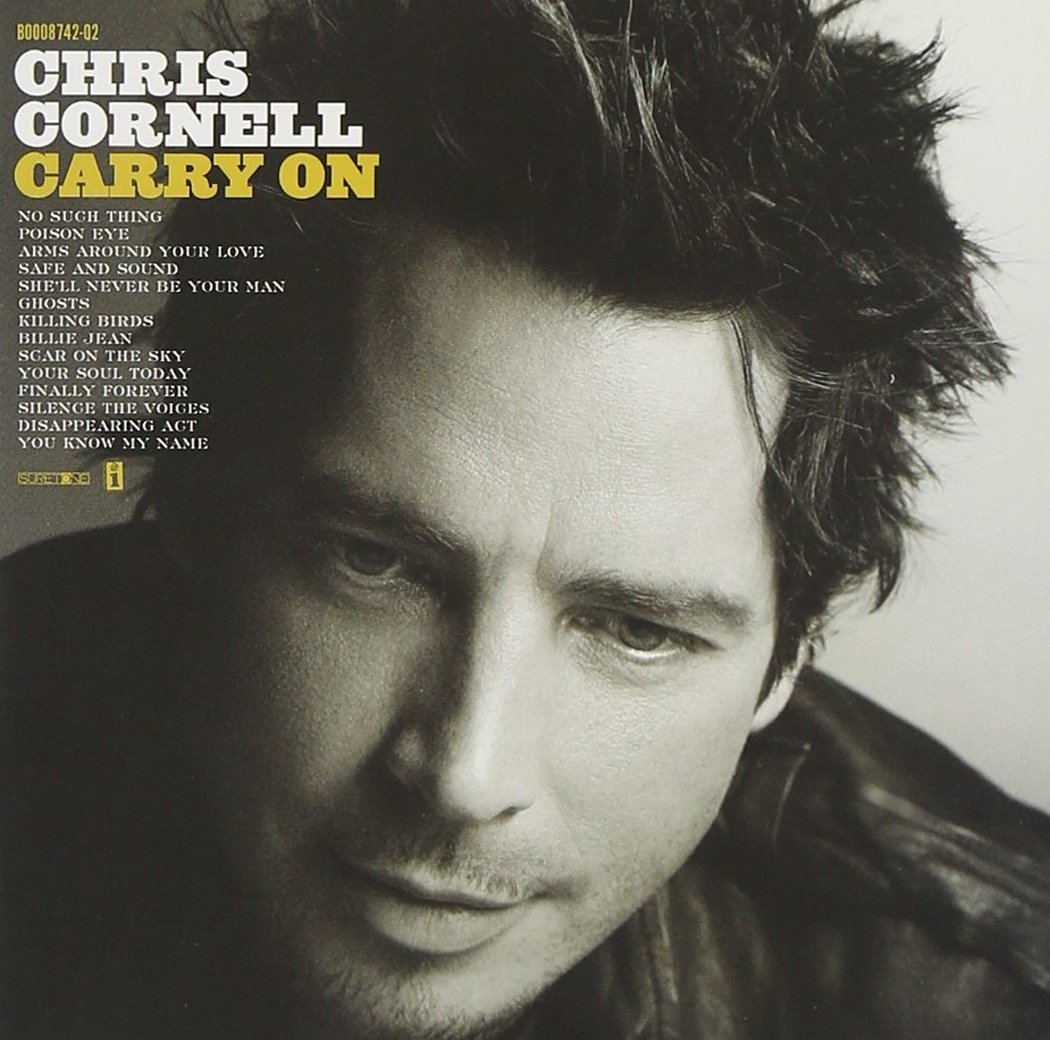 B0008742-02
CHRIS
CORNELL
CARRY ON
NO SUCH THING
POISON EYE
ARMS AROUND YOUR LOVE
SAFE AND SOUND
SHE'LL NEVER BE YOUR MAN
GHOSTS
KILLING BIRDS
BILLIE JEAN
SCAR ON THE SKY
YOUR SOUL TODAY
FINALLY FOREVER
SILENCE THE VOICES
DISAPPEARING ACT
YOU KNOW MY NAME
SURETONE i